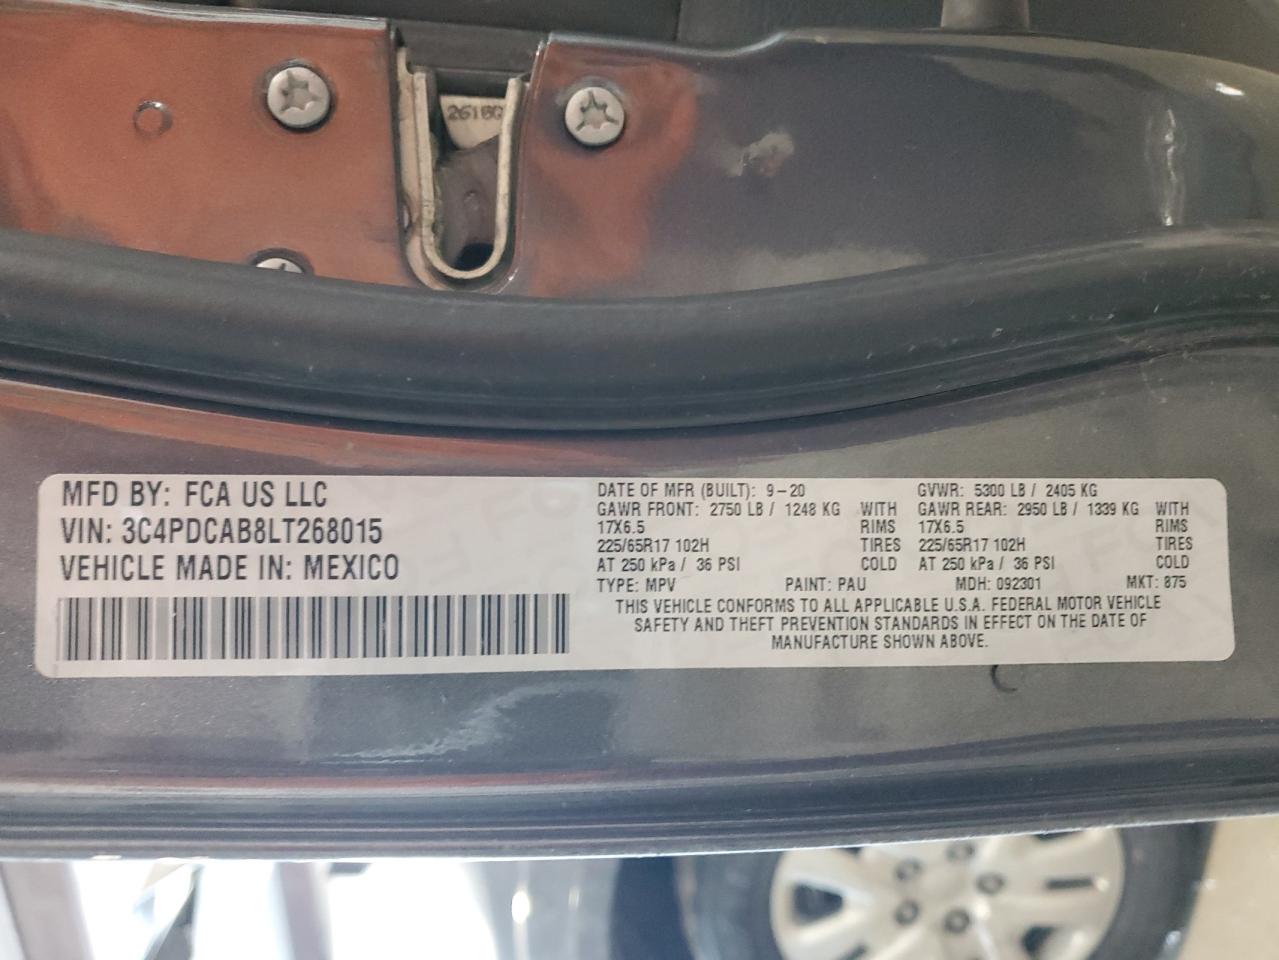 2618G
MFD BY: FCA US LLC
VIN: 3C4PDCAB8LT268015
VEHICLE MADE IN: MEXICO
DATE OF MFR (BUILT): 9-20
GAWR FRONT: 2750 LB / 1248 KG WITH
17X6.5 RIMS
225/65R17 102H TIRES
AT 250 kPa / 36 PSI COLD
GVWR: 5300 LB / 2405 KG
GAWR REAR: 2950 LB / 1339 KG WITH
17X6.5 RIMS
225/65R17 102H TIRES
AT 250 kPa / 36 PSI COLD
TYPE: MPV PAINT: PAU MDH: 092301 MKT: 875
THIS VEHICLE CONFORMS TO ALL APPLICABLE U.S.A. FEDERAL MOTOR VEHICLE
SAFETY AND THEFT PREVENTION STANDARDS IN EFFECT ON THE DATE OF
MANUFACTURE SHOWN ABOVE.